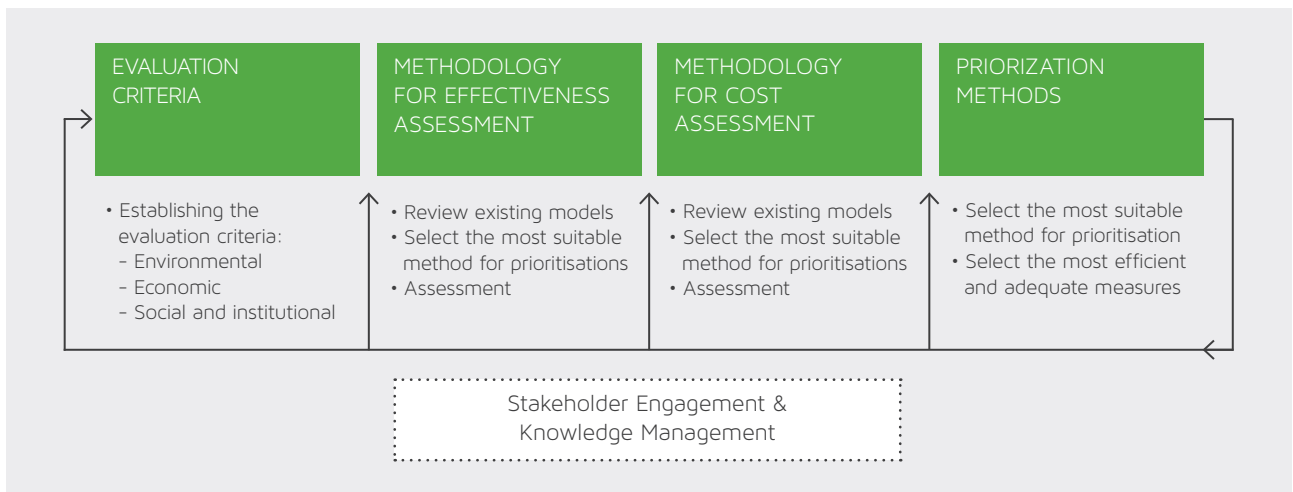 EVALUATION
CRITERIA
• Establishing the
evaluation criteria:
- Environmental
- Economic
- Social and institutional
METHODOLOGY
FOR EFFECTIVENESS
ASSESSMENT
• Review existing models
• Select the most suitable
method for prioritisations
• Assessment
METHODOLOGY
FOR COST
ASSESSMENT
• Review existing models
• Select the most suitable
method for prioritisations
• Assessment
PRIORIZATION
METHODS
• Select the most suitable
method for prioritisation
• Select the most efficient
and adequate measures
Stakeholder Engagement &
Knowledge Management